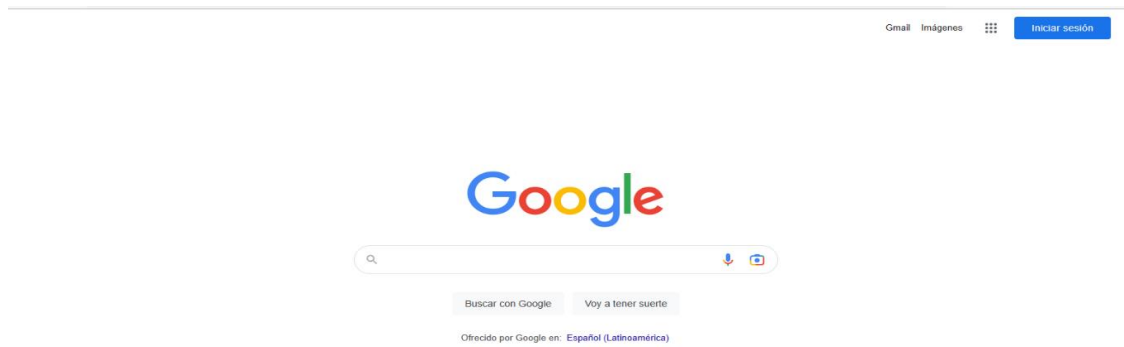 Gmail Imágenes Iniciar sesión
Google
Buscar con Google Voy a tener suerte
Ofrecido por Google en: Español (Latinoamérica)